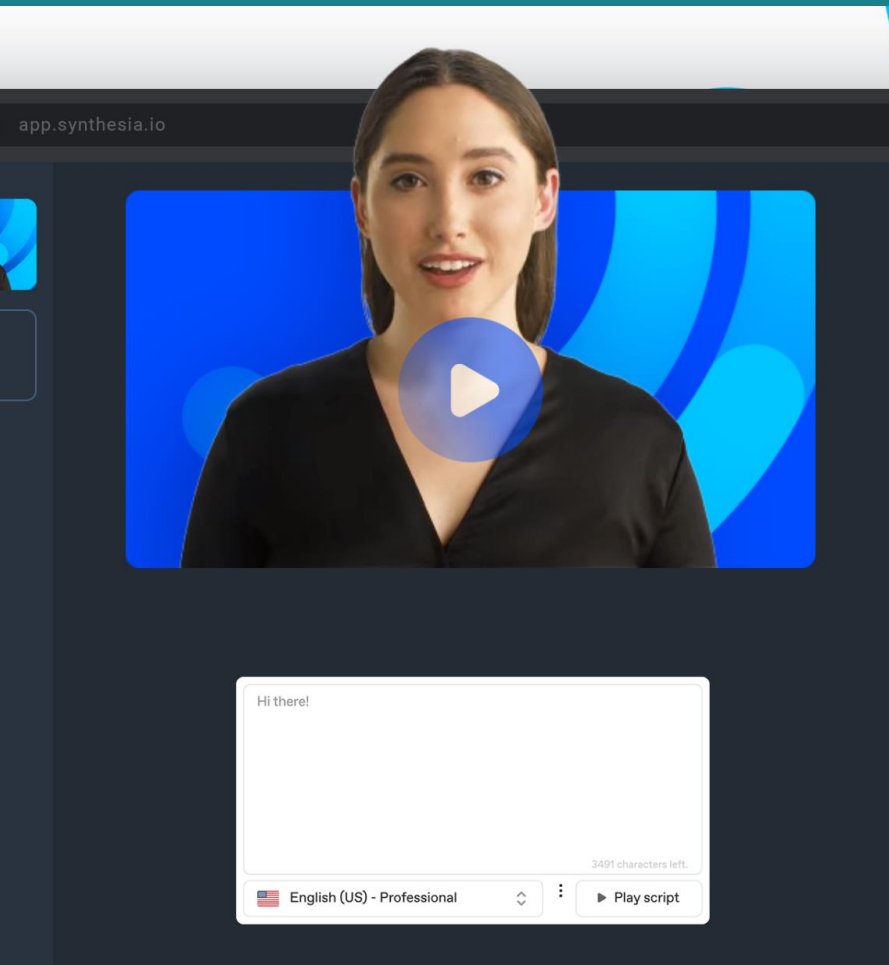 app.synthesia.io
Hi there!
3491 characters left.
English (US) - Professional
Play script